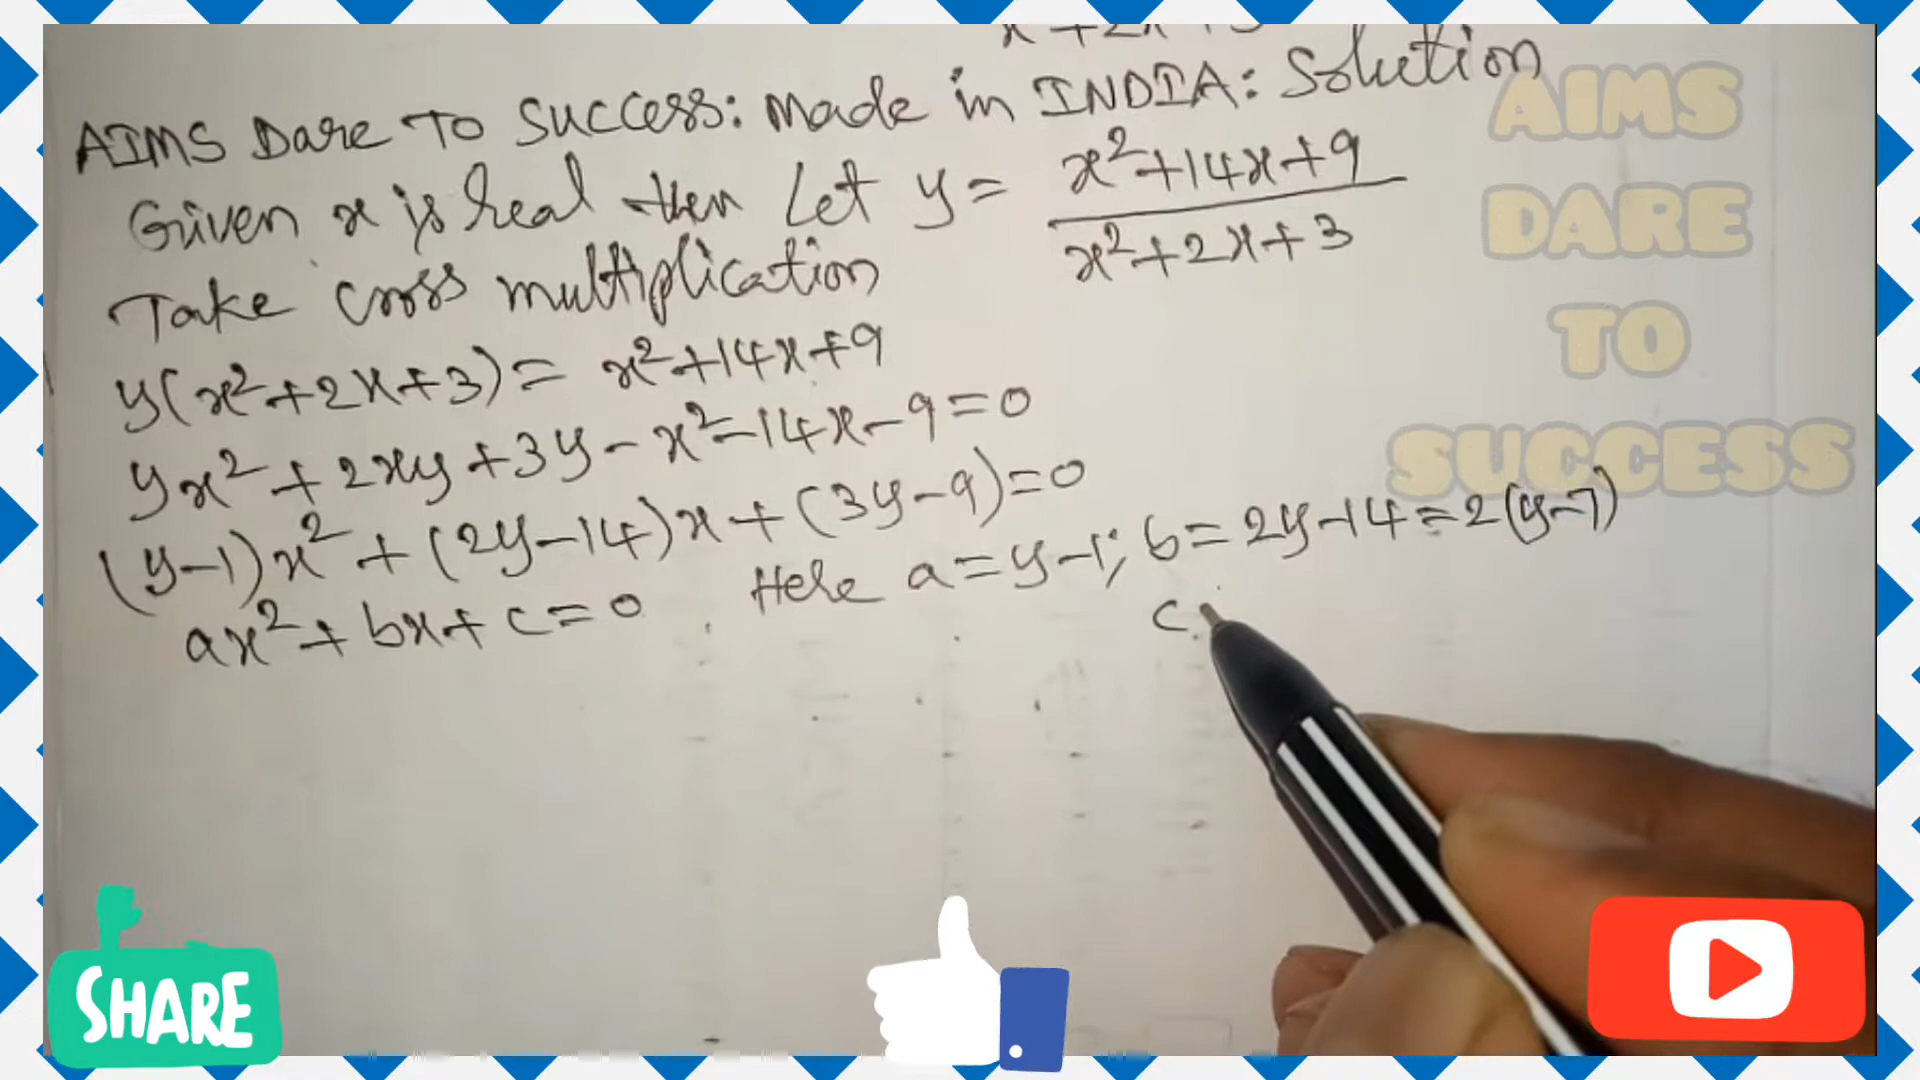 AIMS Dare To Success: Made in INDIA: Solution
Given x is real then Let y = x²+14x+9 / x²+2x+3
Take cross multiplication
y(x²+2x+3) = x²+14x+9
yx²+2xy+3y-x²-14x-9=0
(y-1)x²+(2y-14)x+(3y-9)=0
ax²+bx+c=0 Here a=y-1; b=2y-14=2(y-7)
c
AIMS
DARE
TO
SUCCESS
SHARE